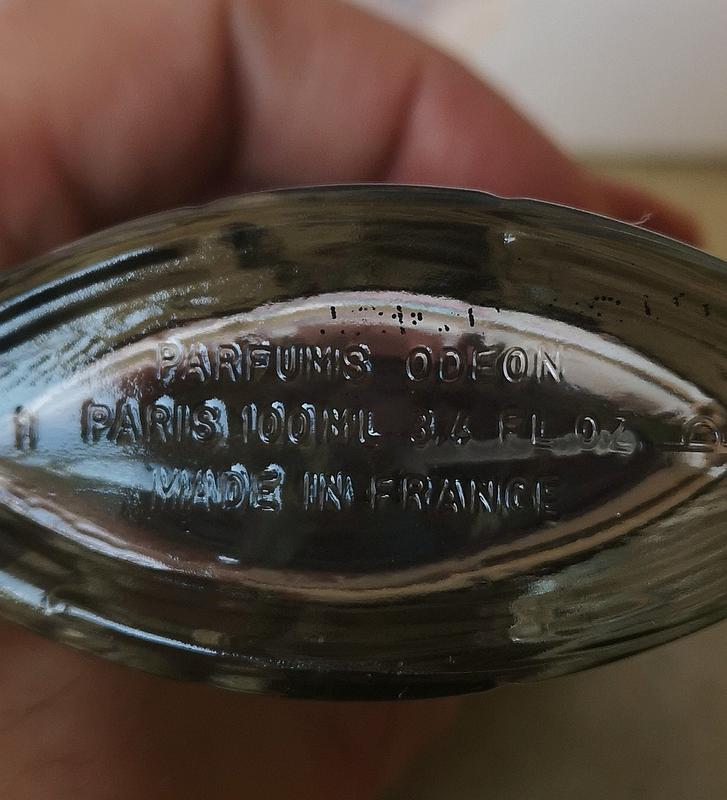 PARFUMS ODEON
PARIS 100ML 3,4 FL OZ
MADE IN FRANCE